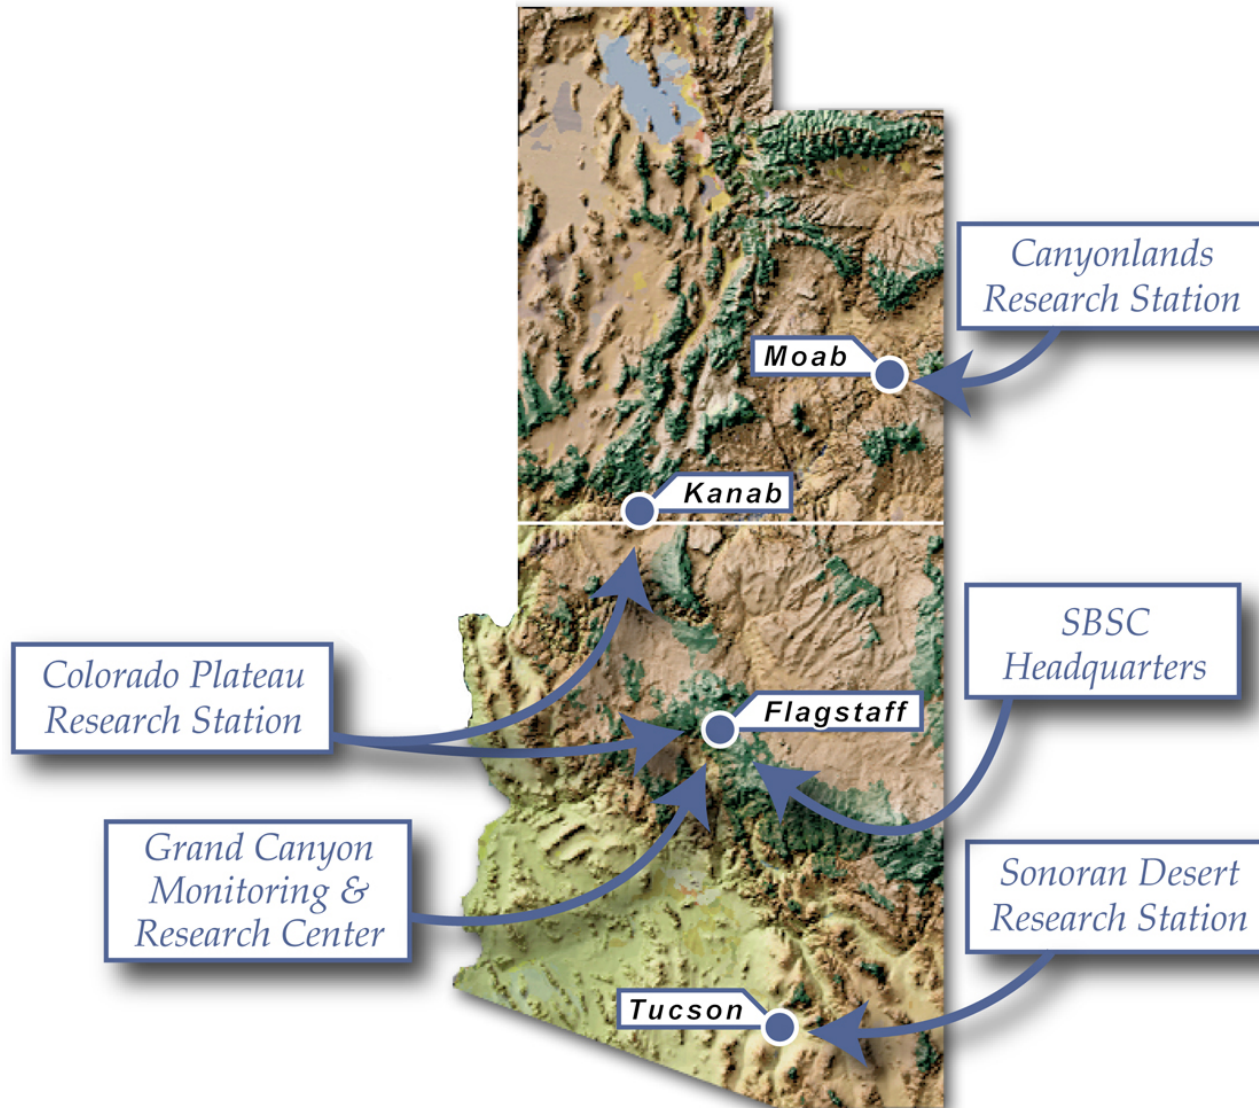 Canyonlands
Research Station
Moab
Kanab
SBSC
Headquarters
Colorado Plateau
Research Station
Flagstaff
Grand Canyon
Monitoring &
Research Center
Sonoran Desert
Research Station
Tucson